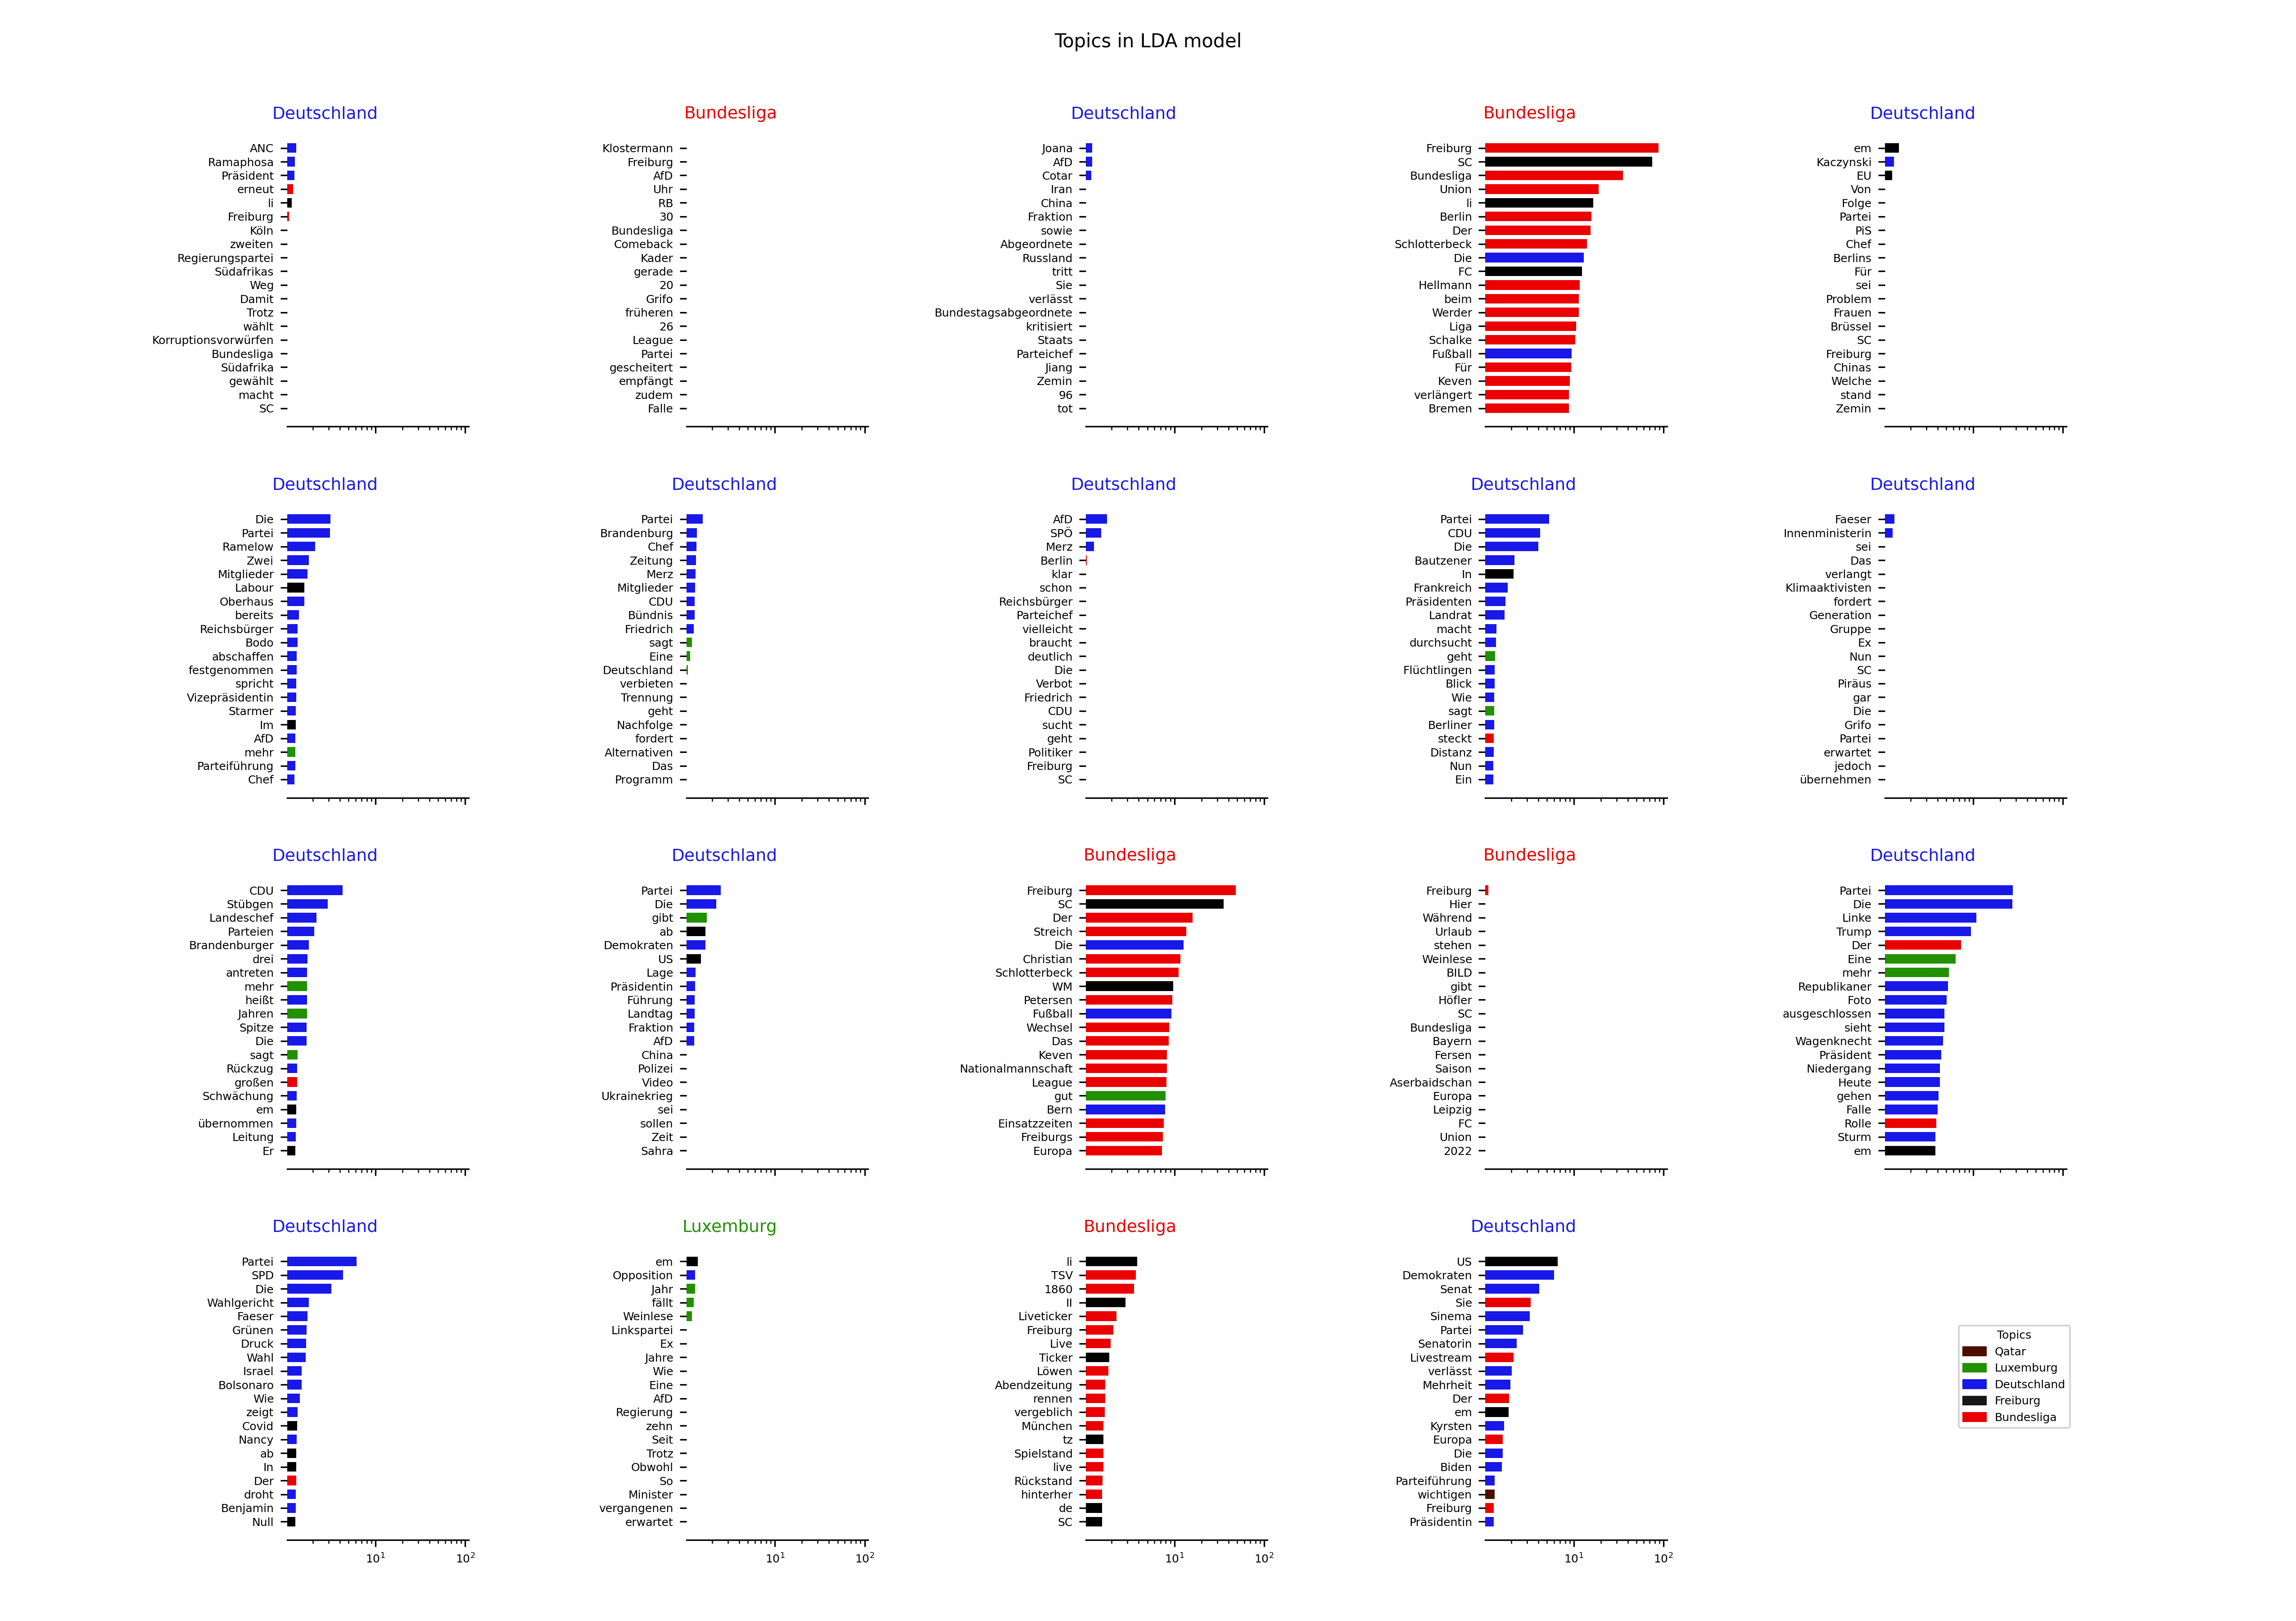 Topics in LDA model
Deutschland
ANC
Ramaphosa
Präsident
erneut
li
Freiburg
Köln
zweiten
Regierungspartei
Südafrikas
Weg
Damit
Trotz
wählt
Korruptionsvorwürfen
Bundesliga
Südafrika
gewählt
macht
SC
Bundesliga
Klostermann
Freiburg
AfD
Uhr
RB
30
Bundesliga
Comeback
Kader
gerade
20
Grifo
früheren
26
League
Partei
gescheitert
empfängt
zudem
Falle
Deutschland
Joana
AfD
Cotar
Iran
China
Fraktion
sowie
Abgeordnete
Russland
tritt
Sie
verlässt
Bundestagsabgeordnete
kritisiert
Staats
Parteichef
Jiang
Zemin
96
tot
Bundesliga
Freiburg
SC
Bundesliga
Union
li
Berlin
Der
Schlotterbeck
Die
FC
Hellmann
beim
Werder
Liga
Schalke
Fußball
Für
Keven
verlängert
Bremen
Deutschland
em
Kaczynski
EU
Von
Folge
Partei
PiS
Chef
Berlins
Für
sei
Problem
Frauen
Brüssel
SC
Freiburg
Chinas
Welche
stand
Zemin
Deutschland
Die
Partei
Ramelow
Zwei
Mitglieder
Labour
Oberhaus
bereits
Reichsbürger
Bodo
abschaffen
festgenommen
spricht
Vizepräsidentin
Starmer
Im
AfD
mehr
Parteiführung
Chef
Deutschland
Partei
Brandenburg
Chef
Zeitung
Merz
Mitglieder
CDU
Bündnis
Friedrich
sagt
Eine
Deutschland
verbieten
Trennung
geht
Nachfolge
fordert
Alternativen
Das
Programm
Deutschland
AfD
SPÖ
Merz
Berlin
klar
schon
Reichsbürger
Parteichef
vielleicht
braucht
deutlich
Die
Verbot
Friedrich
CDU
sucht
geht
Politiker
Freiburg
SC
Deutschland
Partei
CDU
Die
Bautzener
In
Frankreich
Präsidenten
Landrat
macht
durchsucht
geht
Flüchtlingen
Blick
Wie
sagt
Berliner
steckt
Distanz
Nun
Ein
Deutschland
Faeser
Innenministerin
sei
Das
verlangt
Klimaaktivisten
fordert
Generation
Gruppe
Ex
Nun
SC
Piräus
gar
Die
Grifo
Partei
erwartet
jedoch
übernehmen
Deutschland
CDU
Stübgen
Landeschef
Parteien
Brandenburger
drei
antreten
mehr
heißt
Jahren
Spitze
Die
sagt
Rückzug
großen
Schwächung
em
übernommen
Leitung
Er
Deutschland
Partei
Die
gibt
ab
Demokraten
US
Lage
Präsidentin
Führung
Landtag
Fraktion
AfD
China
Polizei
Video
Ukrainekrieg
sei
sollen
Zeit
Sahra
Bundesliga
Freiburg
SC
Der
Streich
Die
Christian
Schlotterbeck
WM
Petersen
Fußball
Wechsel
Das
Keven
Nationalmannschaft
League
gut
Bern
Einsatzzeiten
Freiburgs
Europa
Bundesliga
Freiburg
Hier
Während
Urlaub
stehen
Weinlese
BILD
gibt
Höfler
SC
Bundesliga
Bayern
Fersen
Saison
Aserbaidschan
Europa
Leipzig
FC
Union
2022
Deutschland
Partei
Die
Linke
Trump
Der
Eine
mehr
Republikaner
Foto
ausgeschlossen
sieht
Wagenknecht
Präsident
Niedergang
Heute
gehen
Falle
Rolle
Sturm
em
Deutschland
Partei
SPD
Die
Wahlgericht
Faeser
Grünen
Druck
Wahl
Israel
Bolsonaro
Wie
zeigt
Covid
Nancy
ab
In
Der
droht
Benjamin
Null
10¹ 10²
Luxemburg
em
Opposition
Jahr
fällt
Weinlese
Linkspartei
Ex
Jahre
Wie
Eine
AfD
Regierung
zehn
Seit
Trotz
Obwohl
So
Minister
vergangenen
erwartet
10¹ 10²
Bundesliga
li
TSV
1860
II
Liveticker
Freiburg
Live
Ticker
Löwen
Abendzeitung
rennen
vergeblich
München
tz
Spielstand
live
Rückstand
hinterher
de
SC
10¹ 10²
Deutschland
US
Demokraten
Senat
Sie
Sinema
Partei
Senatorin
Livestream
verlässt
Mehrheit
Der
em
Kyrsten
Europa
Die
Biden
Parteiführung
wichtigen
Freiburg
Präsidentin
10¹ 10²
Topics
Qatar
Luxemburg
Deutschland
Freiburg
Bundesliga